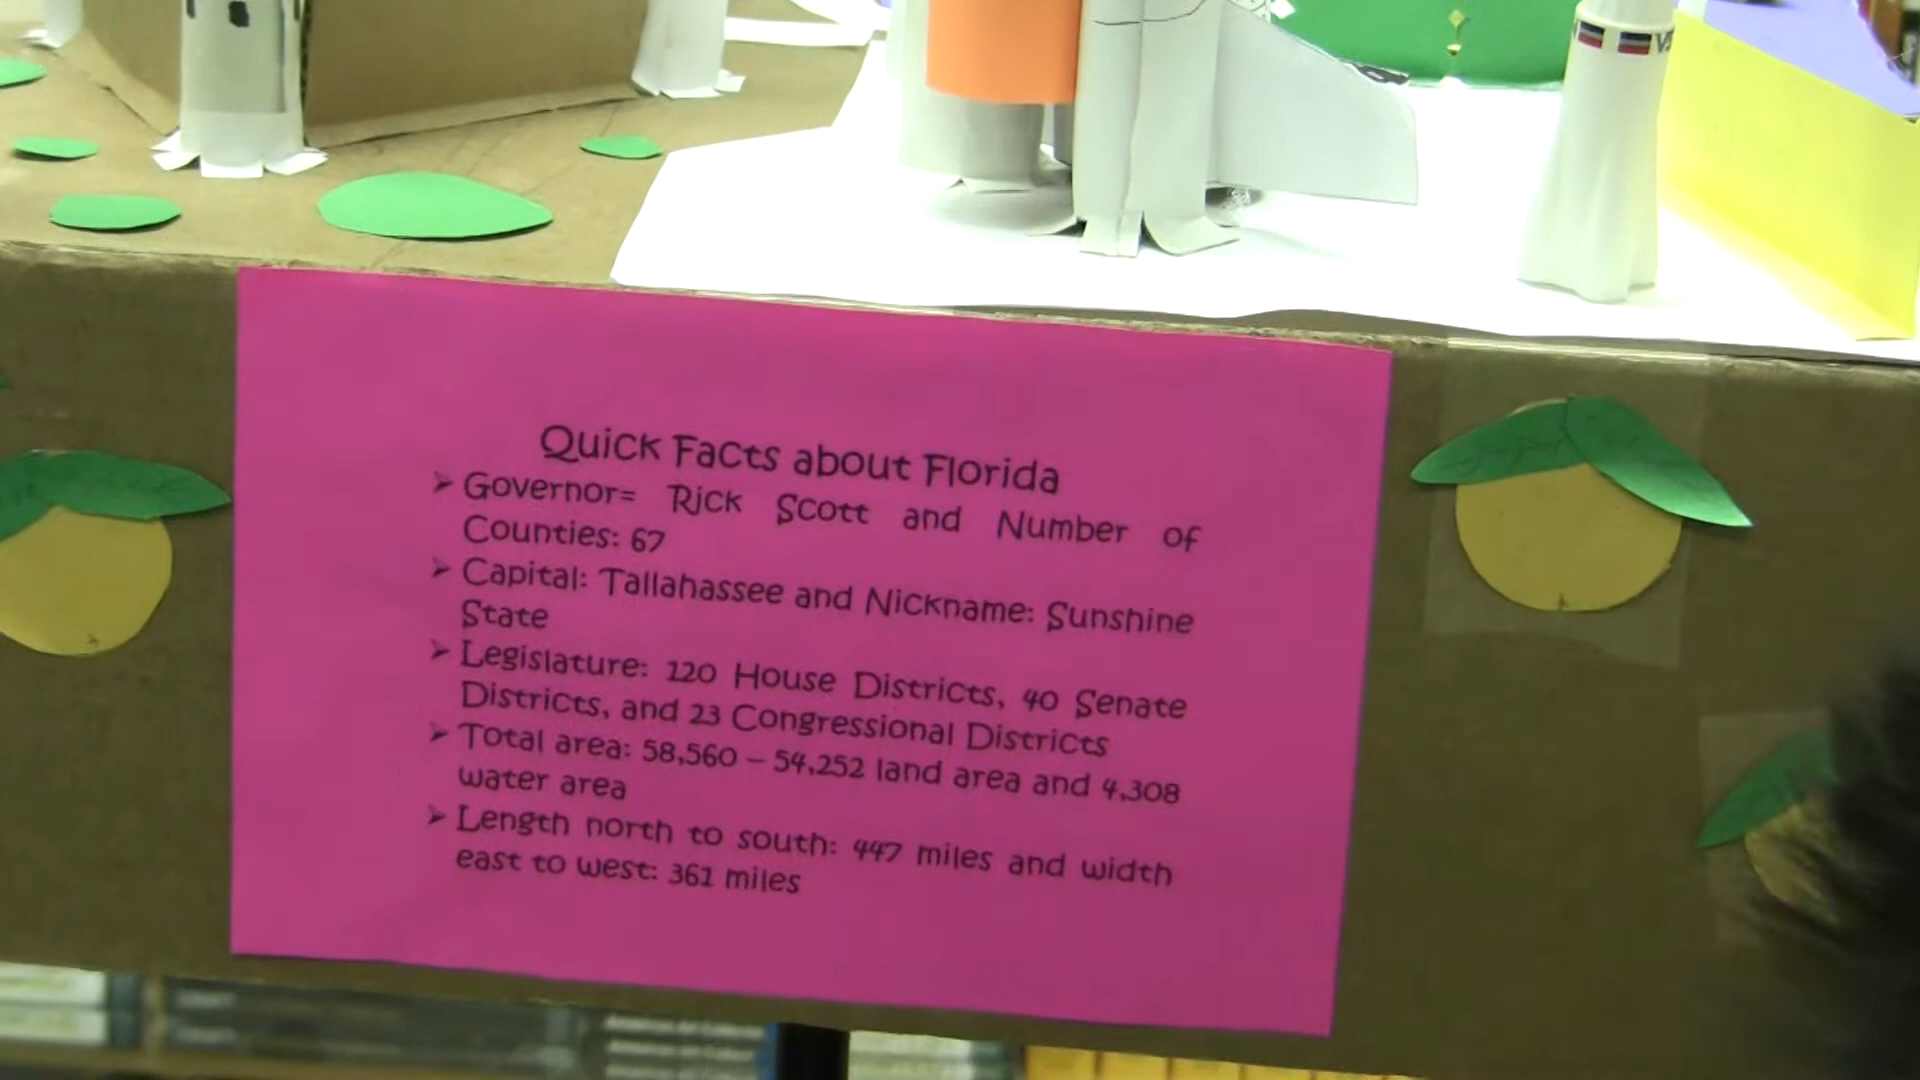 Quick Facts about Florida
➢ Governor= Rick Scott and Number of
Counties: 67
➢ Capital: Tallahassee and Nickname: Sunshine
State
➢ Legislature: 120 House Districts, 40 Senate
Districts, and 23 Congressional Districts
➢ Total area: 58,560 – 54,252 land area and 4,308
water area
➢ Length north to south: 447 miles and width
east to west: 361 miles